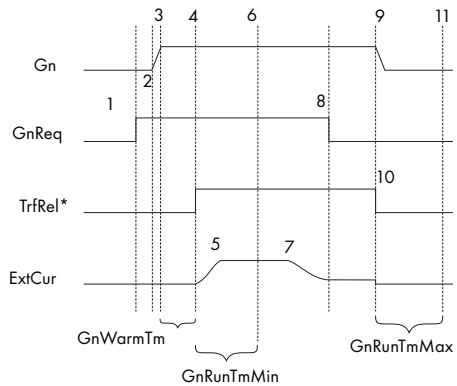 3 4 6 9 11
Gn
2
1 8
GnReq
10
TrfRel*
5 7
ExtCur
GnWarmTm
GnRunTmMin
GnRunTmMax